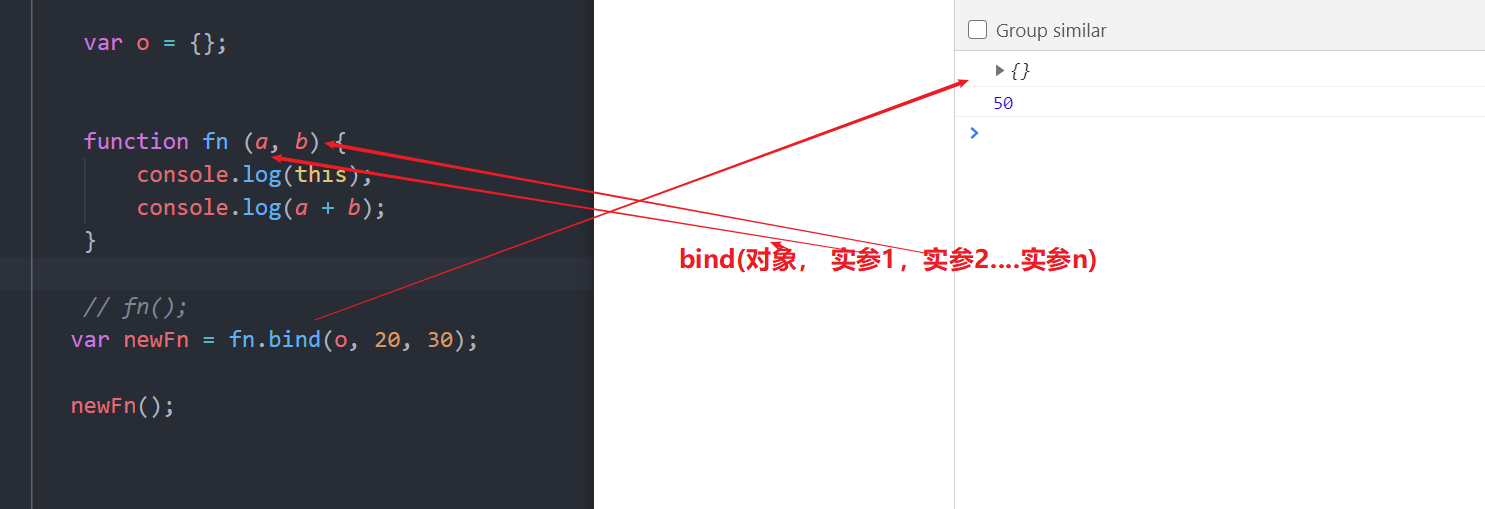 var o = {};
function fn (a, b) {
console.log(this);
console.log(a + b);
}
// fn();
var newFn = fn.bind(o, 20, 30);
newFn();
bind(对象， 实参1，实参2....实参n)
Group similar
{}
50